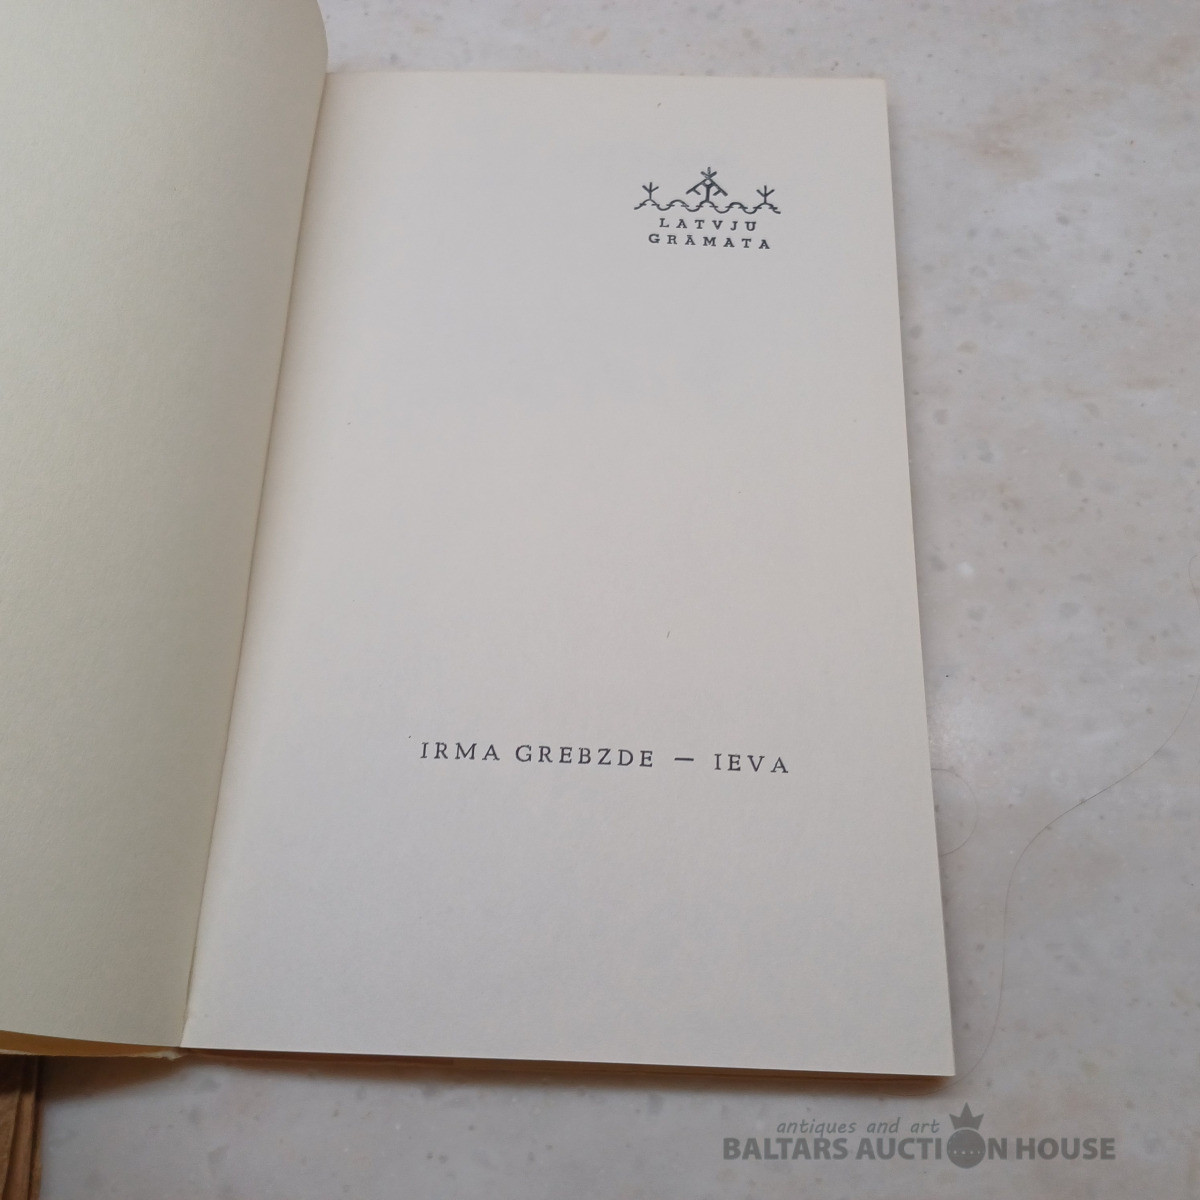 LATVJU
GRĀMATA
IRMA GREBZDE — IEVA
antiques and art
BALTARS AUCTION HOUSE